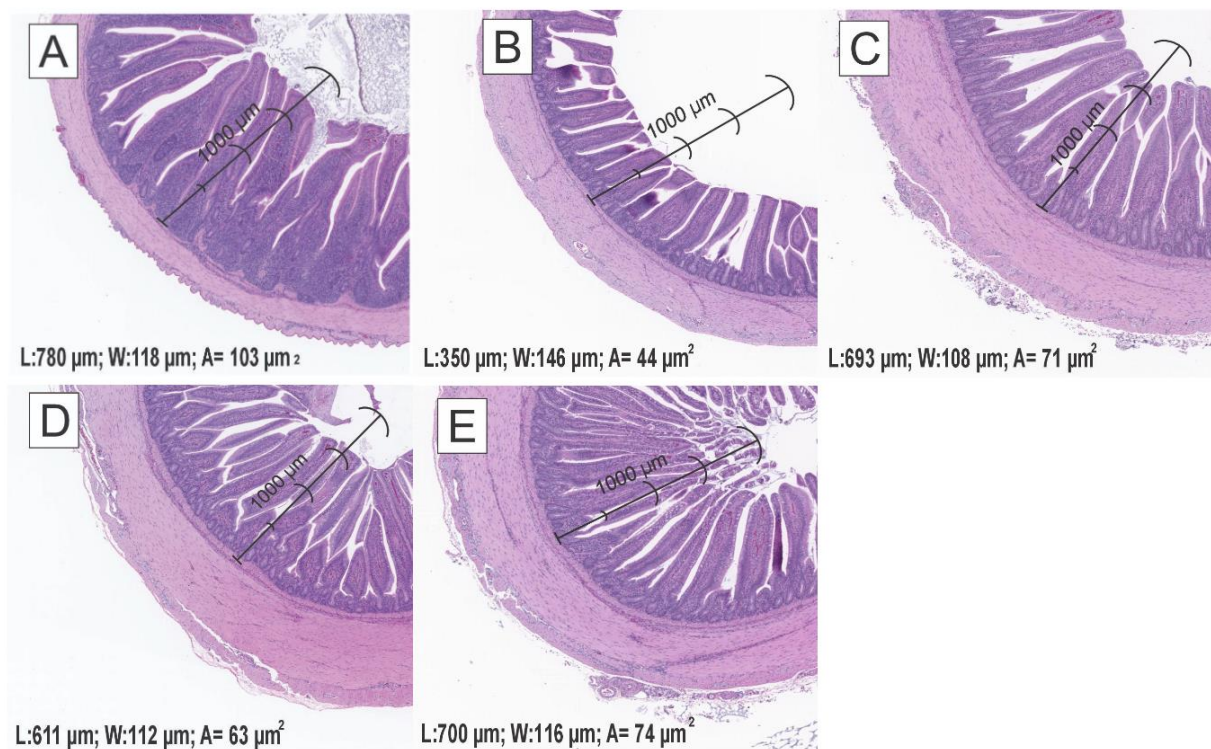 A
1000 µm
L:780 µm; W:118 µm; A= 103 µm 2
B
1000 µm
L:350 µm; W:146 µm; A= 44 µm²
C
1000 µm
L:693 µm; W:108 µm; A= 71 µm²
D
1000 µm
L:611 µm; W:112 µm; A= 63 µm²
E
1000 µm
L:700 µm; W:116 µm; A= 74 µm²